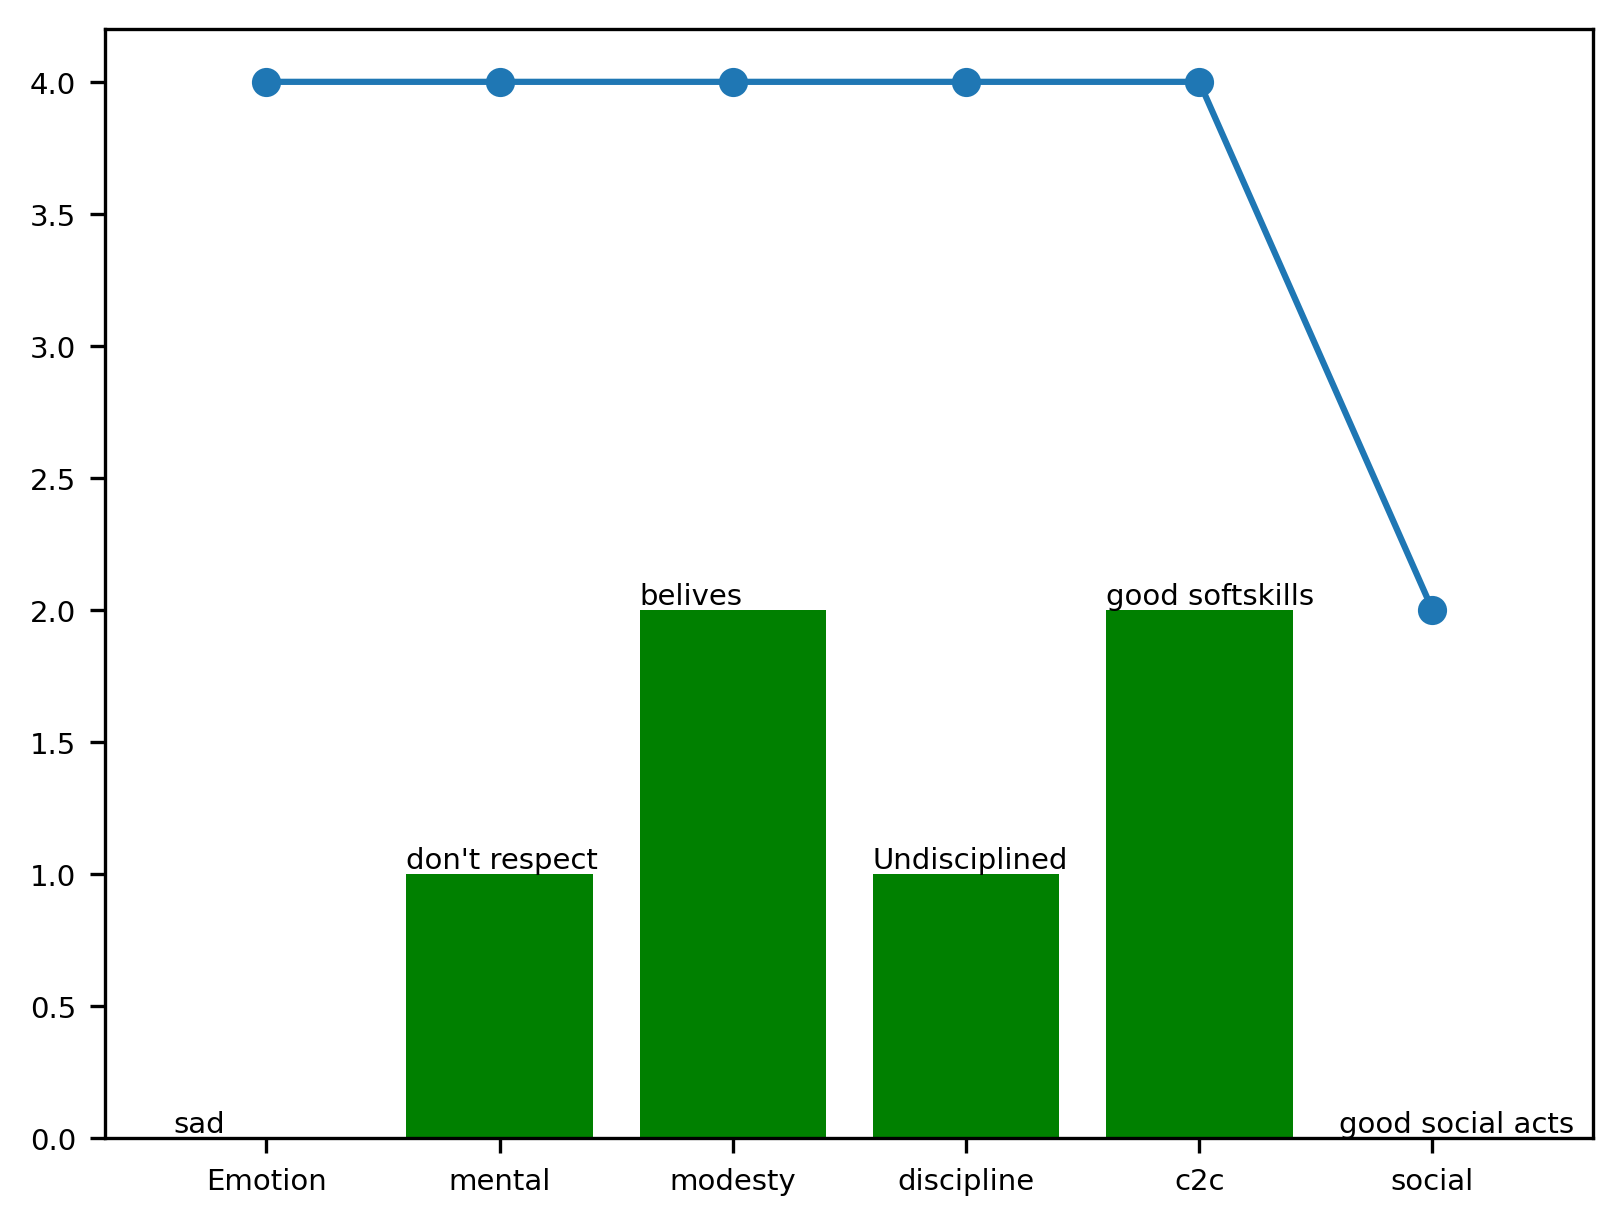 4.0
3.5
3.0
2.5
2.0
1.5
1.0
0.5
0.0
belives
good softskills
don't respect
Undisciplined
sad
good social acts
Emotion mental modesty discipline c2c social